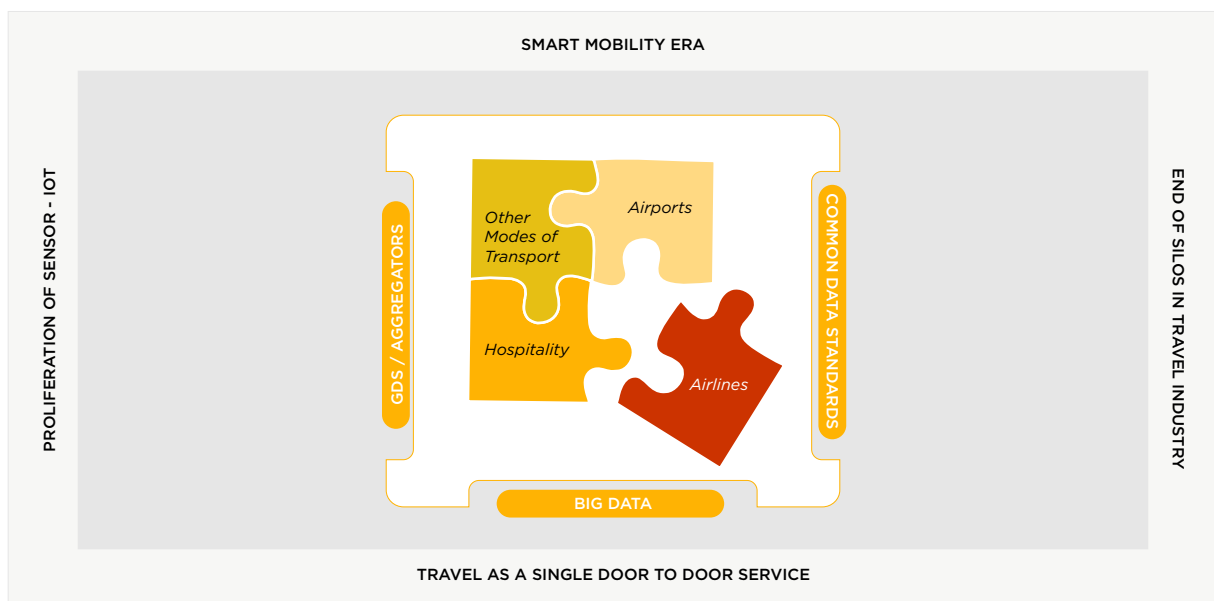 SMART MOBILITY ERA
PROLIFERATION OF SENSOR - IOT
GDS / AGGREGATORS
Other
Modes of
Transport
Airports
Hospitality
Airlines
COMMON DATA STANDARDS
END OF SILOS IN TRAVEL INDUSTRY
BIG DATA
TRAVEL AS A SINGLE DOOR TO DOOR SERVICE